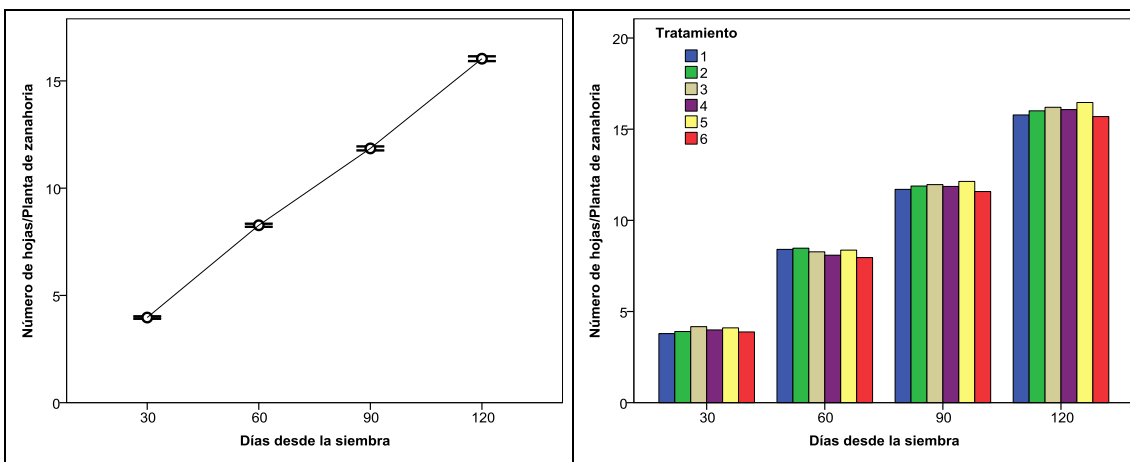 Número de hojas/Planta de zanahoria
15
10
5
0
30 60 90 120
Días desde la siembra
Número de hojas/Planta de zanahoria
20
15
10
5
0
Tratamiento
1
2
3
4
5
6
30 60 90 120
Días desde la siembra